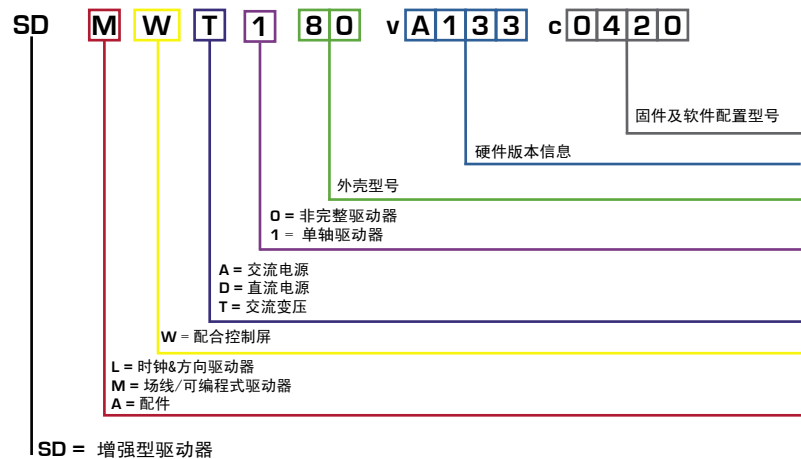 SD M W T 1 8 0 v A 1 3 3 c 0 4 2 0
固件及软件配置型号
硬件版本信息
外壳型号
0 = 非完整驱动器
1 = 单轴驱动器
A = 交流电源
D = 直流电源
T = 交流变压
W = 配合控制屏
L = 时钟&方向驱动器
M = 场线/可编程式驱动器
A = 配件
SD = 增强型驱动器